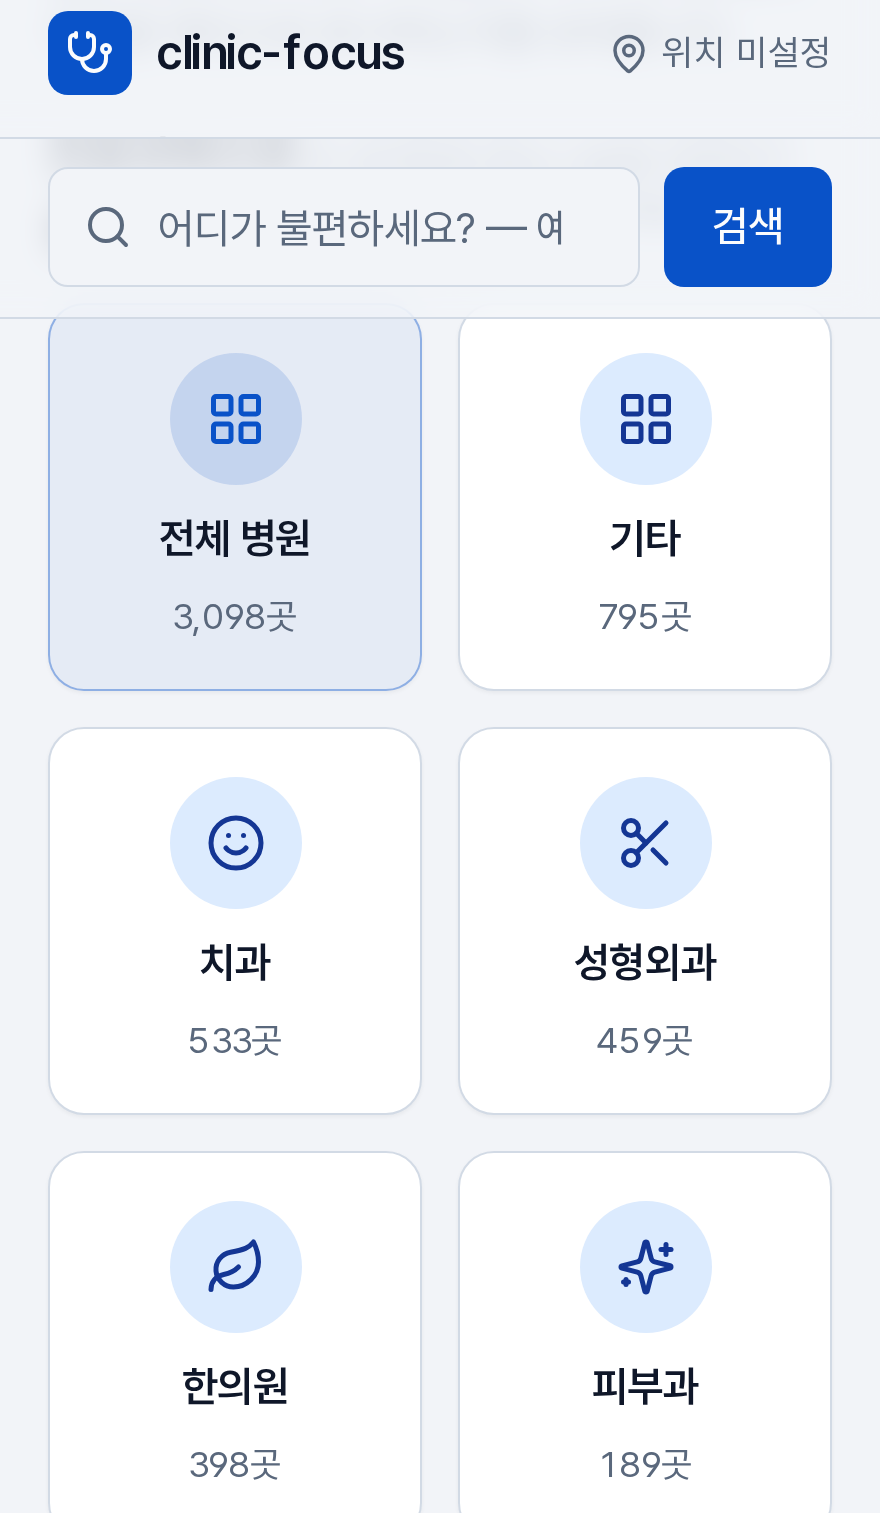 clinic-focus
위치 미설정
어디가 불편하세요? — 여
검색
전체 병원
3,098곳
기타
795곳
치과
533곳
성형외과
459곳
한의원
398곳
피부과
189곳